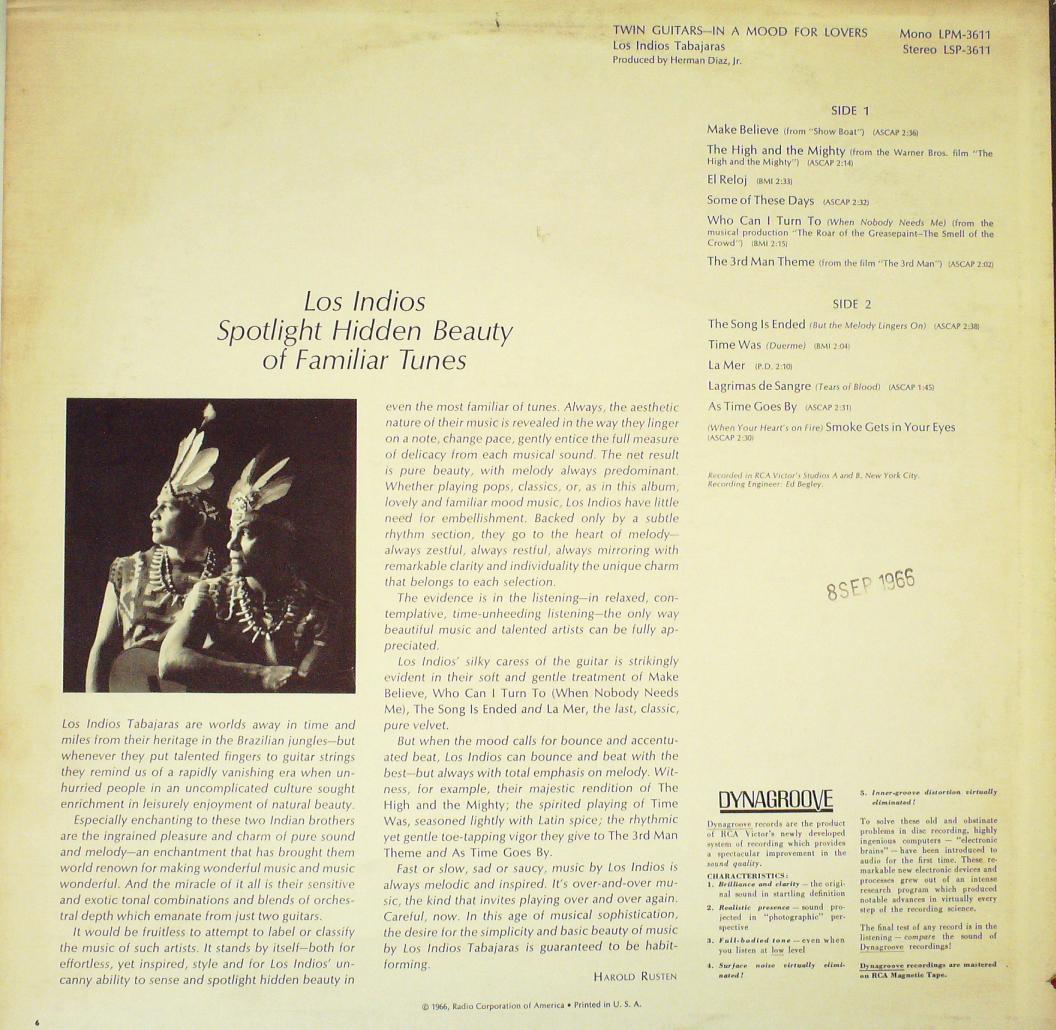 TWIN GUITARS—IN A MOOD FOR LOVERS Mono LPM-3611
Los Indios Tabajaras Stereo LSP-3611
Produced by Herman Diaz, Jr.
SIDE 1
Make Believe (from "Show Boat") (ASCAP 2:36)
The High and the Mighty (from the Warner Bros. film "The
High and the Mighty") (ASCAP 2:14)
El Reloj (BMI 2:33)
Some of These Days (ASCAP 2:32)
Who Can I Turn To (When Nobody Needs Me) (from the
musical production "The Roar of the Greasepaint—The Smell of the
Crowd") (BMI 2:15)
The 3rd Man Theme (from the film "The 3rd Man") (ASCAP 2:02)
SIDE 2
The Song Is Ended (But the Melody Lingers On) (ASCAP 2:38)
Time Was (Duerme) (BMI 2:04)
La Mer (P.D. 2:10)
Lagrimas de Sangre (Tears of Blood) (ASCAP 1:45)
As Time Goes By (ASCAP 2:31)
(When Your Heart's on Fire) Smoke Gets in Your Eyes
(ASCAP 2:30)
Recorded in RCA Victor's Studios A and B, New York City.
Recording Engineer: Ed Begley.
8 SEP 1966
Los Indios
Spotlight Hidden Beauty
of Familiar Tunes
Los Indios Tabajaras are worlds away in time and
miles from their heritage in the Brazilian jungles—but
whenever they put talented fingers to guitar strings
they remind us of a rapidly vanishing era when un-
hurried people in an uncomplicated culture sought
enrichment in leisurely enjoyment of natural beauty.
Especially enchanting to these two Indian brothers
are the ingrained pleasure and charm of pure sound
and melody—an enchantment that has brought them
world renown for making wonderful music and music
wonderful. And the miracle of it all is their sensitive
and exotic tonal combinations and blends of orches-
tral depth which emanate from just two guitars.
It would be fruitless to attempt to label or classify
the music of such artists. It stands by itself—both for
effortless, yet inspired, style and for Los Indios' un-
canny ability to sense and spotlight hidden beauty in
even the most familiar of tunes. Always, the aesthetic
nature of their music is revealed in the way they linger
on a note, change pace, gently entice the full measure
of delicacy from each musical sound. The net result
is pure beauty, with melody always predominant.
Whether playing pops, classics, or, as in this album,
lovely and familiar mood music, Los Indios have little
need for embellishment. Backed only by a subtle
rhythm section, they go to the heart of melody—
always zestful, always restful, always mirroring with
remarkable clarity and individuality the unique charm
that belongs to each selection.
The evidence is in the listening—in relaxed, con-
templative, time-unheeding listening—the only way
beautiful music and talented artists can be fully ap-
preciated.
Los Indios' silky caress of the guitar is strikingly
evident in their soft and gentle treatment of Make
Believe, Who Can I Turn To (When Nobody Needs
Me), The Song Is Ended and La Mer, the last, classic,
pure velvet.
But when the mood calls for bounce and accentu-
ated beat, Los Indios can bounce and beat with the
best—but always with total emphasis on melody. Wit-
ness, for example, their majestic rendition of The
High and the Mighty; the spirited playing of Time
Was, seasoned lightly with Latin spice; the rhythmic
yet gentle toe-tapping vigor they give to The 3rd Man
Theme and As Time Goes By.
Fast or slow, sad or saucy, music by Los Indios is
always melodic and inspired. It's over-and-over mu-
sic, the kind that invites playing over and over again.
Careful, now. In this age of musical sophistication,
the desire for the simplicity and basic beauty of music
by Los Indios Tabajaras is guaranteed to be habit-
forming.
HAROLD RUSTEN
DYNAGROOVE
Dynagroove records are the product
of RCA Victor's newly developed
system of recording which provides
a spectacular improvement in the
sound quality.
CHARACTERISTICS:
1. Brilliance and clarity — the origi-
nal sound in startling definition
2. Realistic presence — sound pro-
jected in "photographic" per-
spective
3. Full-bodied tone — even when
you listen at low level
4. Surface noise virtually elimi-
nated!
5. Inner-groove distortion virtually
eliminated!
To solve these old and obstinate
problems in disc recording, highly
ingenious computers — "electronic
brains" — have been introduced to
audio for the first time. These re-
markable new electronic devices and
processes grew out of an intense
research program which produced
notable advances in virtually every
step of the recording science.
The final test of any record is in the
listening — compare the sound of
Dynagroove recordings!
Dynagroove recordings are mastered
on RCA Magnetic Tape.
© 1966, Radio Corporation of America • Printed in U. S. A.
6